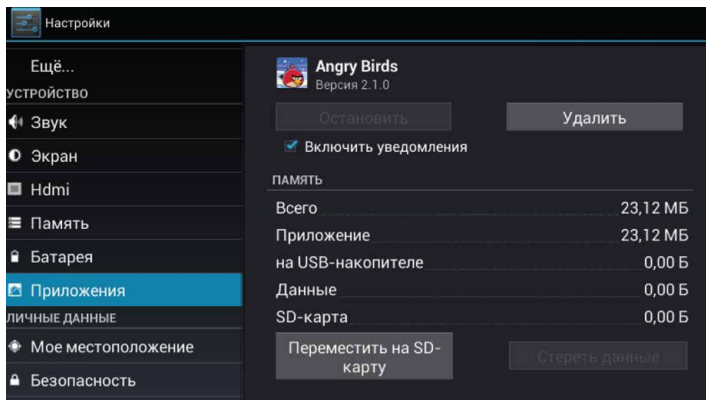 Настройки
Ещё...
УСТРОЙСТВО
Звук
Экран
Hdmi
Память
Батарея
Приложения
ЛИЧНЫЕ ДАННЫЕ
Мое местоположение
Безопасность
Angry Birds
Версия 2.1.0
Остановить
Удалить
Включить уведомления
ПАМЯТЬ
Всего 23,12 МБ
Приложение 23,12 МБ
на USB-накопителе 0,00 Б
Данные 0,00 Б
SD-карта 0,00 Б
Переместить на SD-
карту
Стереть данные